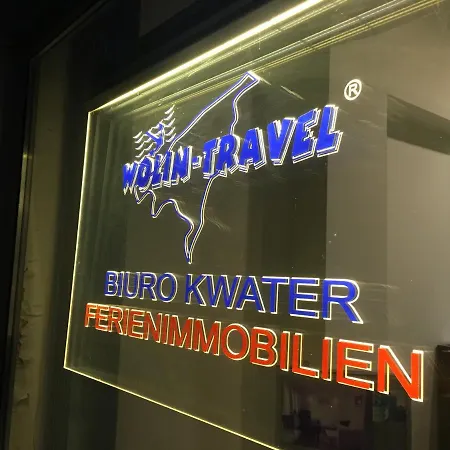 WOLIN-TRAVEL ®
BIURO KWATER
FERIENIMMOBILIEN